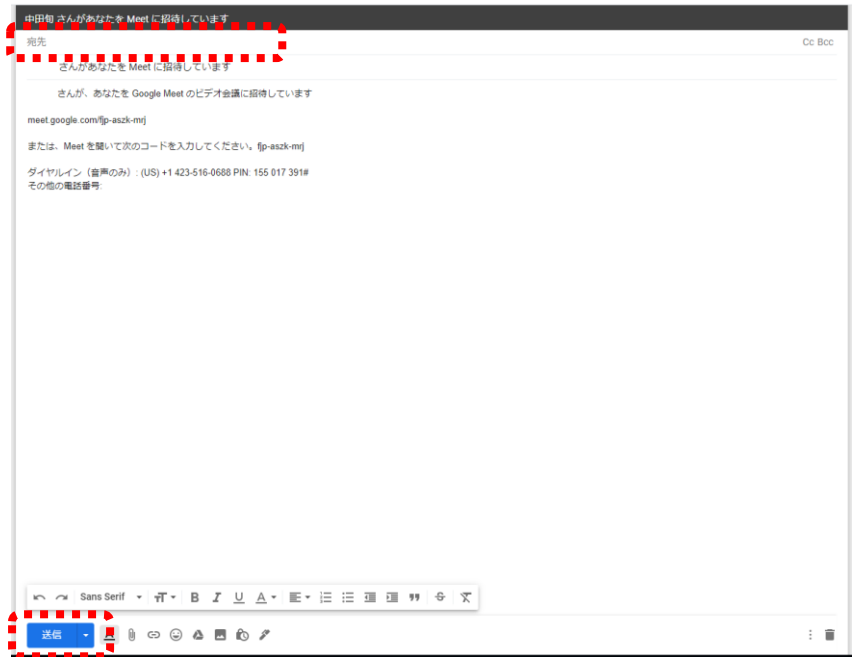 中田旬 さんがあなたを Meet に招待しています
宛先 Cc Bcc
さんがあなたを Meet に招待しています
さんが、あなたを Google Meet のビデオ会議に招待しています
meet.google.com/fjp-aszk-mrj
または、Meet を開いて次のコードを入力してください。fjp-aszk-mrj
ダイヤルイン（音声のみ）: (US) +1 423-516-0688 PIN: 155 017 391#
その他の電話番号:
Sans Serif
送信